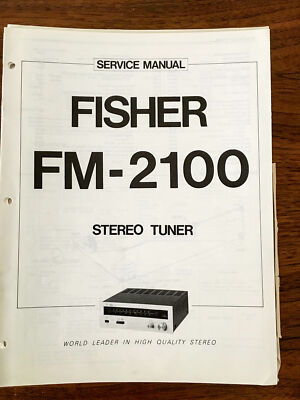 SERVICE MANUAL
FISHER
FM-2100
STEREO TUNER
WORLD LEADER IN HIGH QUALITY STEREO